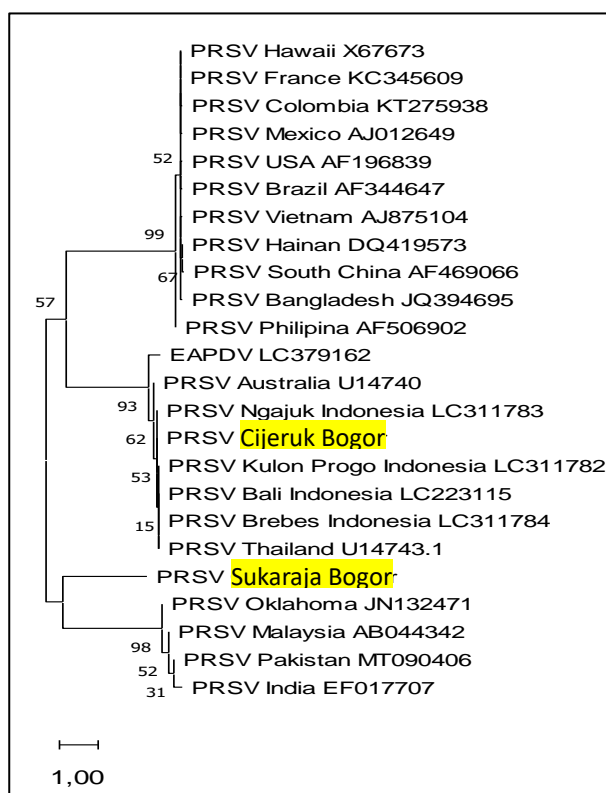 PRSV Hawaii X67673
PRSV France KC345609
PRSV Colombia KT275938
PRSV Mexico AJ012649
52
PRSV USA AF196839
PRSV Brazil AF344647
PRSV Vietnam AJ875104
99
PRSV Hainan DQ419573
67
PRSV South China AF469066
PRSV Bangladesh JQ394695
57
PRSV Philipina AF506902
EAPDV LC379162
PRSV Australia U14740
93
PRSV Ngajuk Indonesia LC311783
62
PRSV Cijeruk Bogor
PRSV Kulon Progo Indonesia LC311782
53
PRSV Bali Indonesia LC223115
15
PRSV Brebes Indonesia LC311784
PRSV Thailand U14743.1
PRSV Sukaraja Bogor
PRSV Oklahoma JN132471
PRSV Malaysia AB044342
98
PRSV Pakistan MT090406
52
31
PRSV India EF017707
1,00